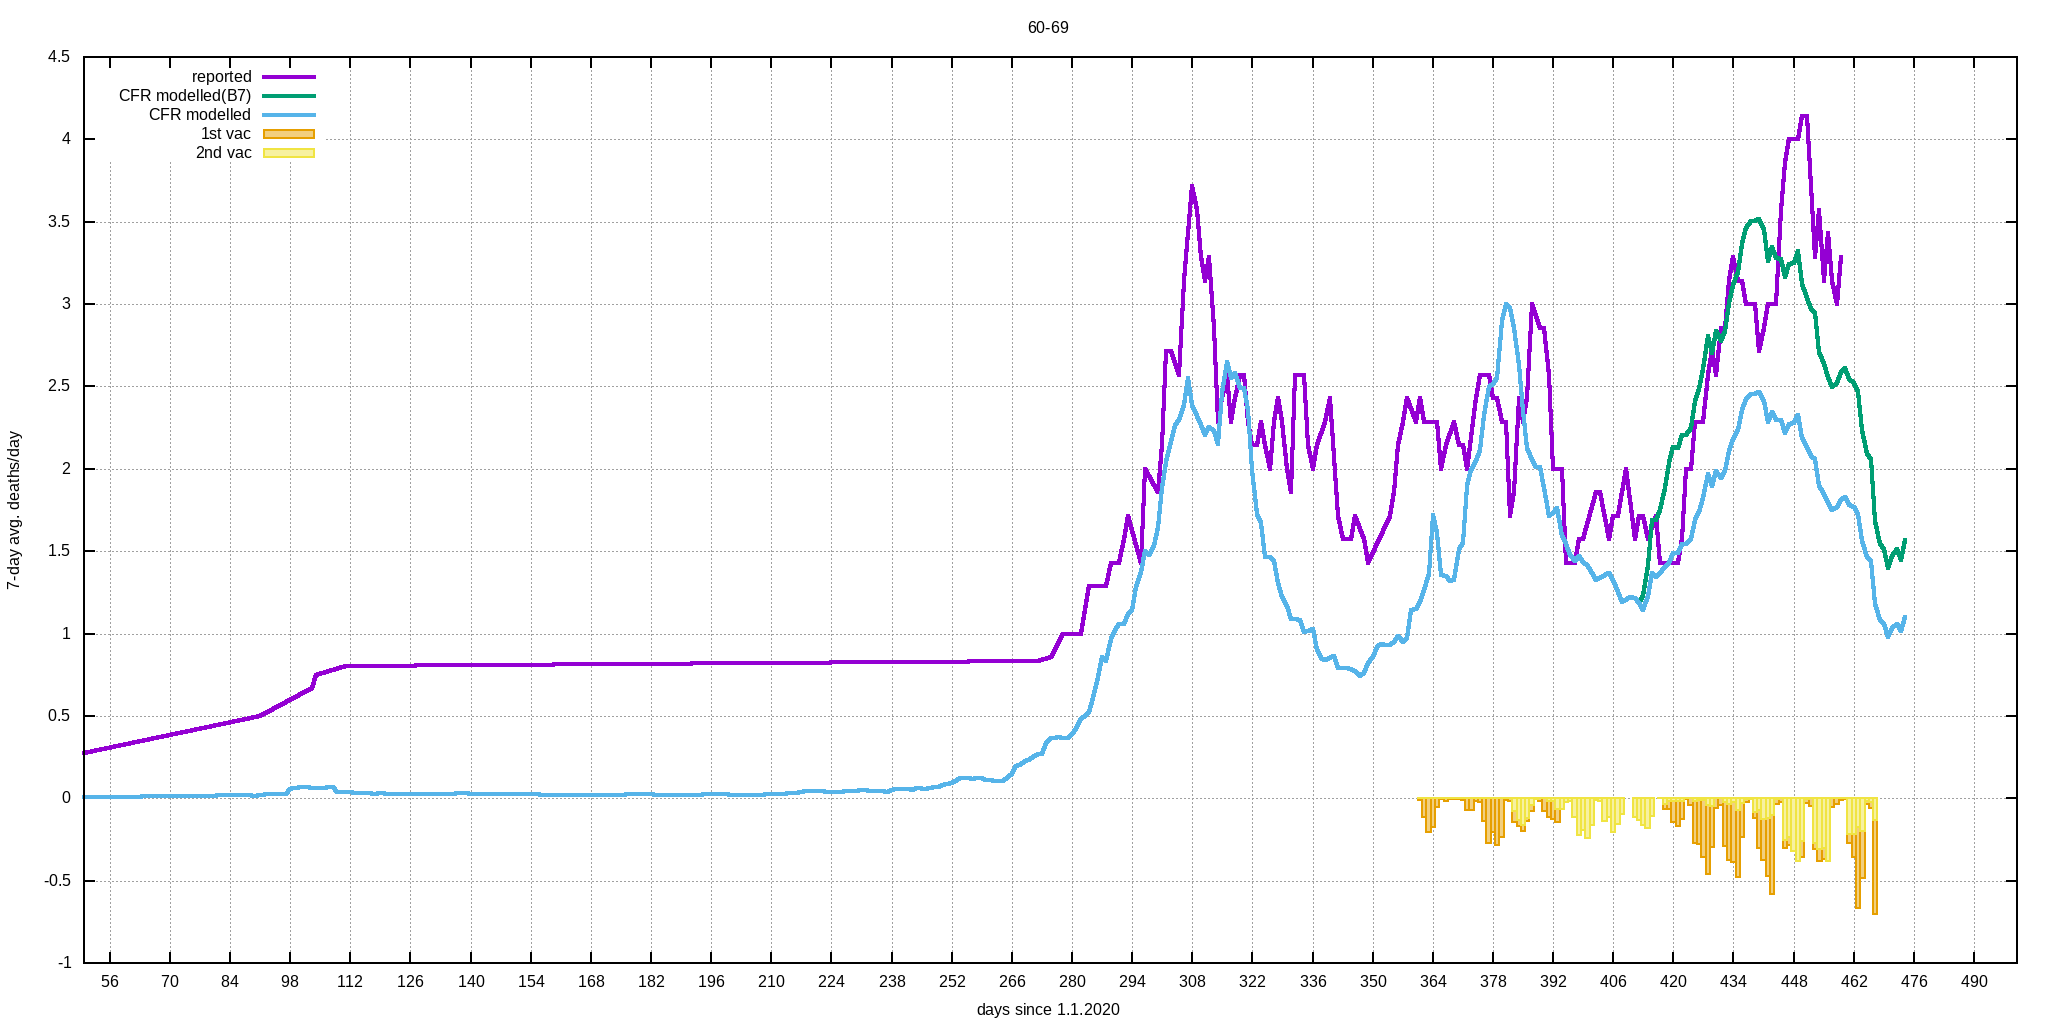 60-69
reported
CFR modelled(B7)
CFR modelled
1st vac
2nd vac
4.5
4
3.5
3
2.5
2
1.5
1
0.5
0
-0.5
-1
7-day avg. deaths/day
56 70 84 98 112 126 140 154 168 182 196 210 224 238 252 266 280 294 308 322 336 350 364 378 392 406 420 434 448 462 476 490
days since 1.1.2020